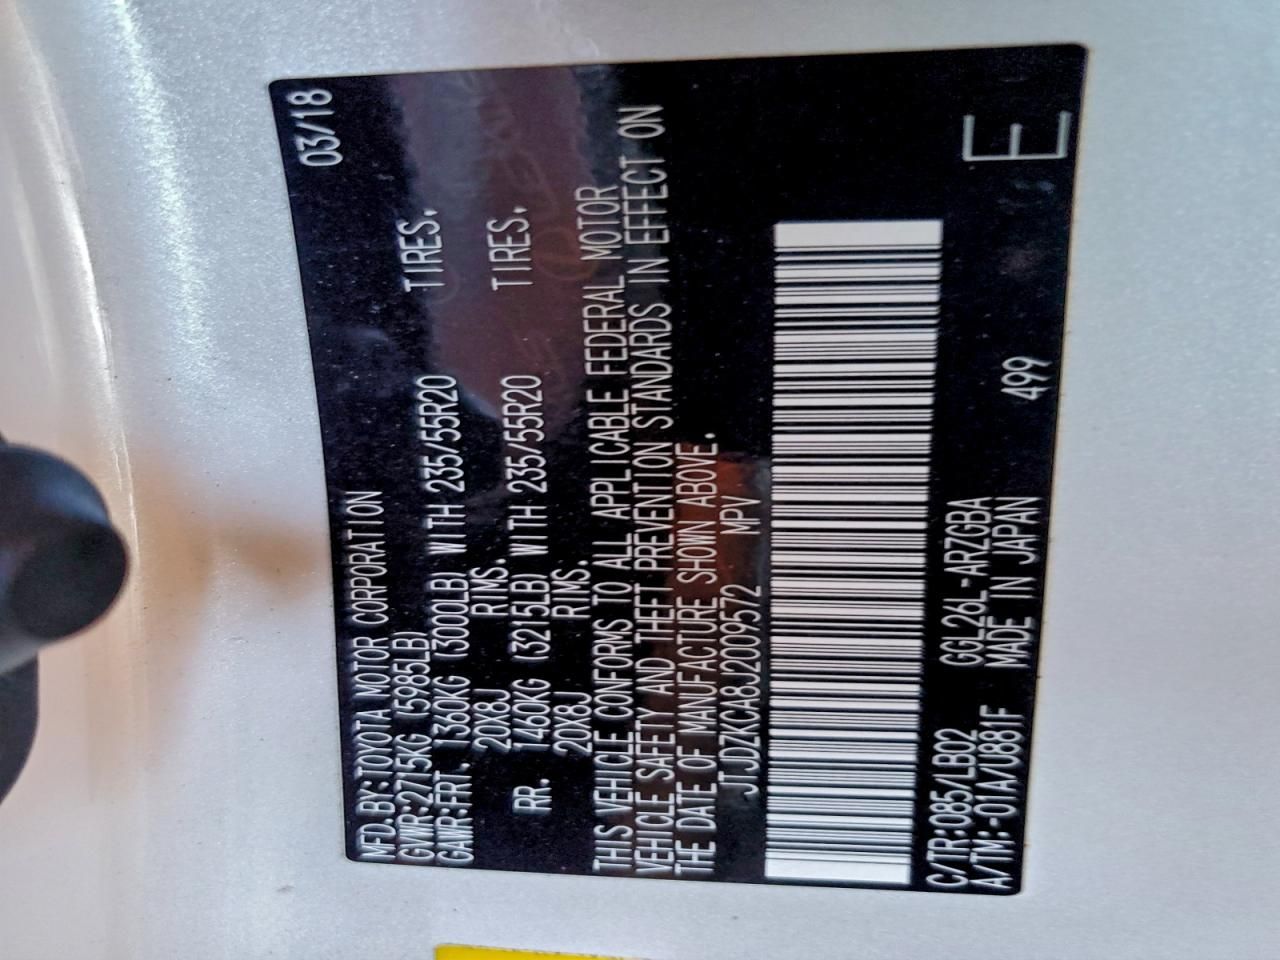 MFD.BY:TOYOTA MOTOR CORPORATION 03/18
GVWR:2715KG (5985LB)
GAWR:FRT. 1360KG (3000LB) WITH 235/55R20 TIRES.
20X8J RIMS.
RR. 1460KG (3215LB) WITH 235/55R20 TIRES.
20X8J RIMS.
THIS VEHICLE CONFORMS TO ALL APPLICABLE FEDERAL MOTOR
VEHICLE SAFETY AND THEFT PREVENTION STANDARDS IN EFFECT ON
THE DATE OF MANUFACTURE SHOWN ABOVE.
JTJDZKCA8J2009572 MPV
C/TR:085/LB02 GGL26L-ARZGBA
A/TM:-01A/U881F MADE IN JAPAN 499 E